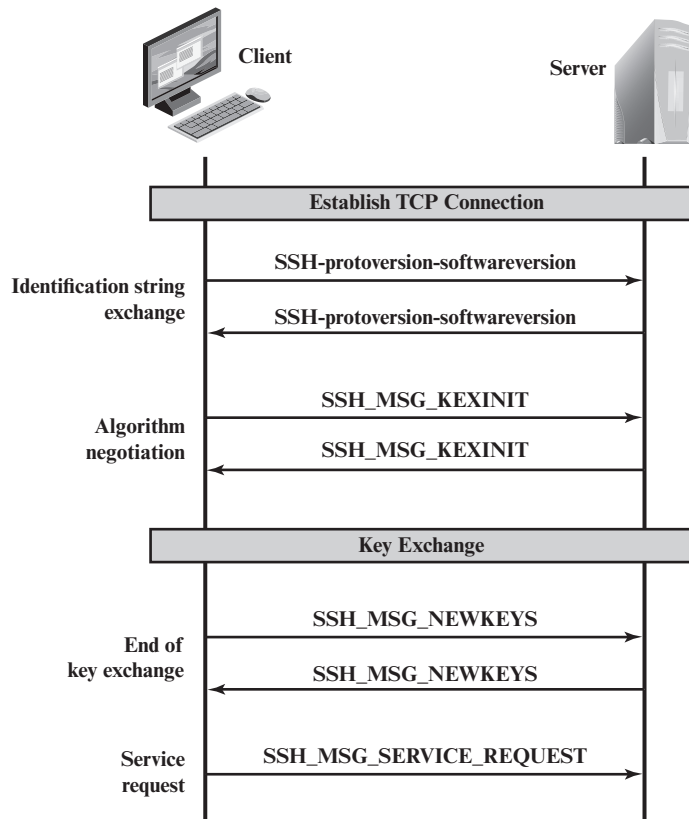 Client
Server
Establish TCP Connection
SSH-protoversion-softwareversion
Identification string
exchange
SSH-protoversion-softwareversion
SSH_MSG_KEXINIT
Algorithm
negotiation
SSH_MSG_KEXINIT
Key Exchange
SSH_MSG_NEWKEYS
End of
key exchange
SSH_MSG_NEWKEYS
Service
request
SSH_MSG_SERVICE_REQUEST